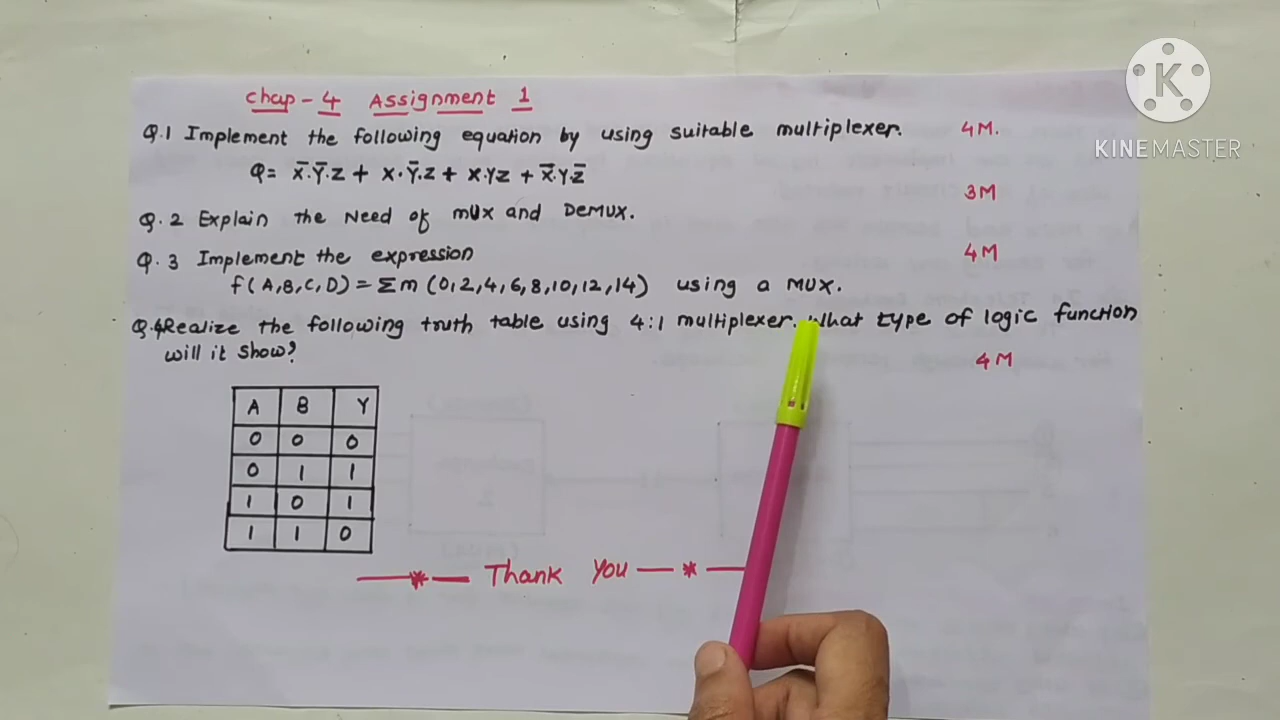 Chap-4 Assignment 1
Q.1 Implement the following equation by using suitable multiplexer. 4M.
Q= X̅.Y̅.Z + X.Y̅.Z + X.YZ + X̅.Y.Z̅
3M
Q.2 Explain the Need of MUX and DEMUX.
Q.3 Implement the expression 4M
f(A,B,C,D) = Σm (0,2,4,6,8,10,12,14) using a MUX.
Q.4 Realize the following truth table using 4:1 multiplexer. What type of logic function
will it show? 4M
A B Y
0 0 0
0 1 1
1 0 1
1 1 0
Thank You
K
KINEMASTER